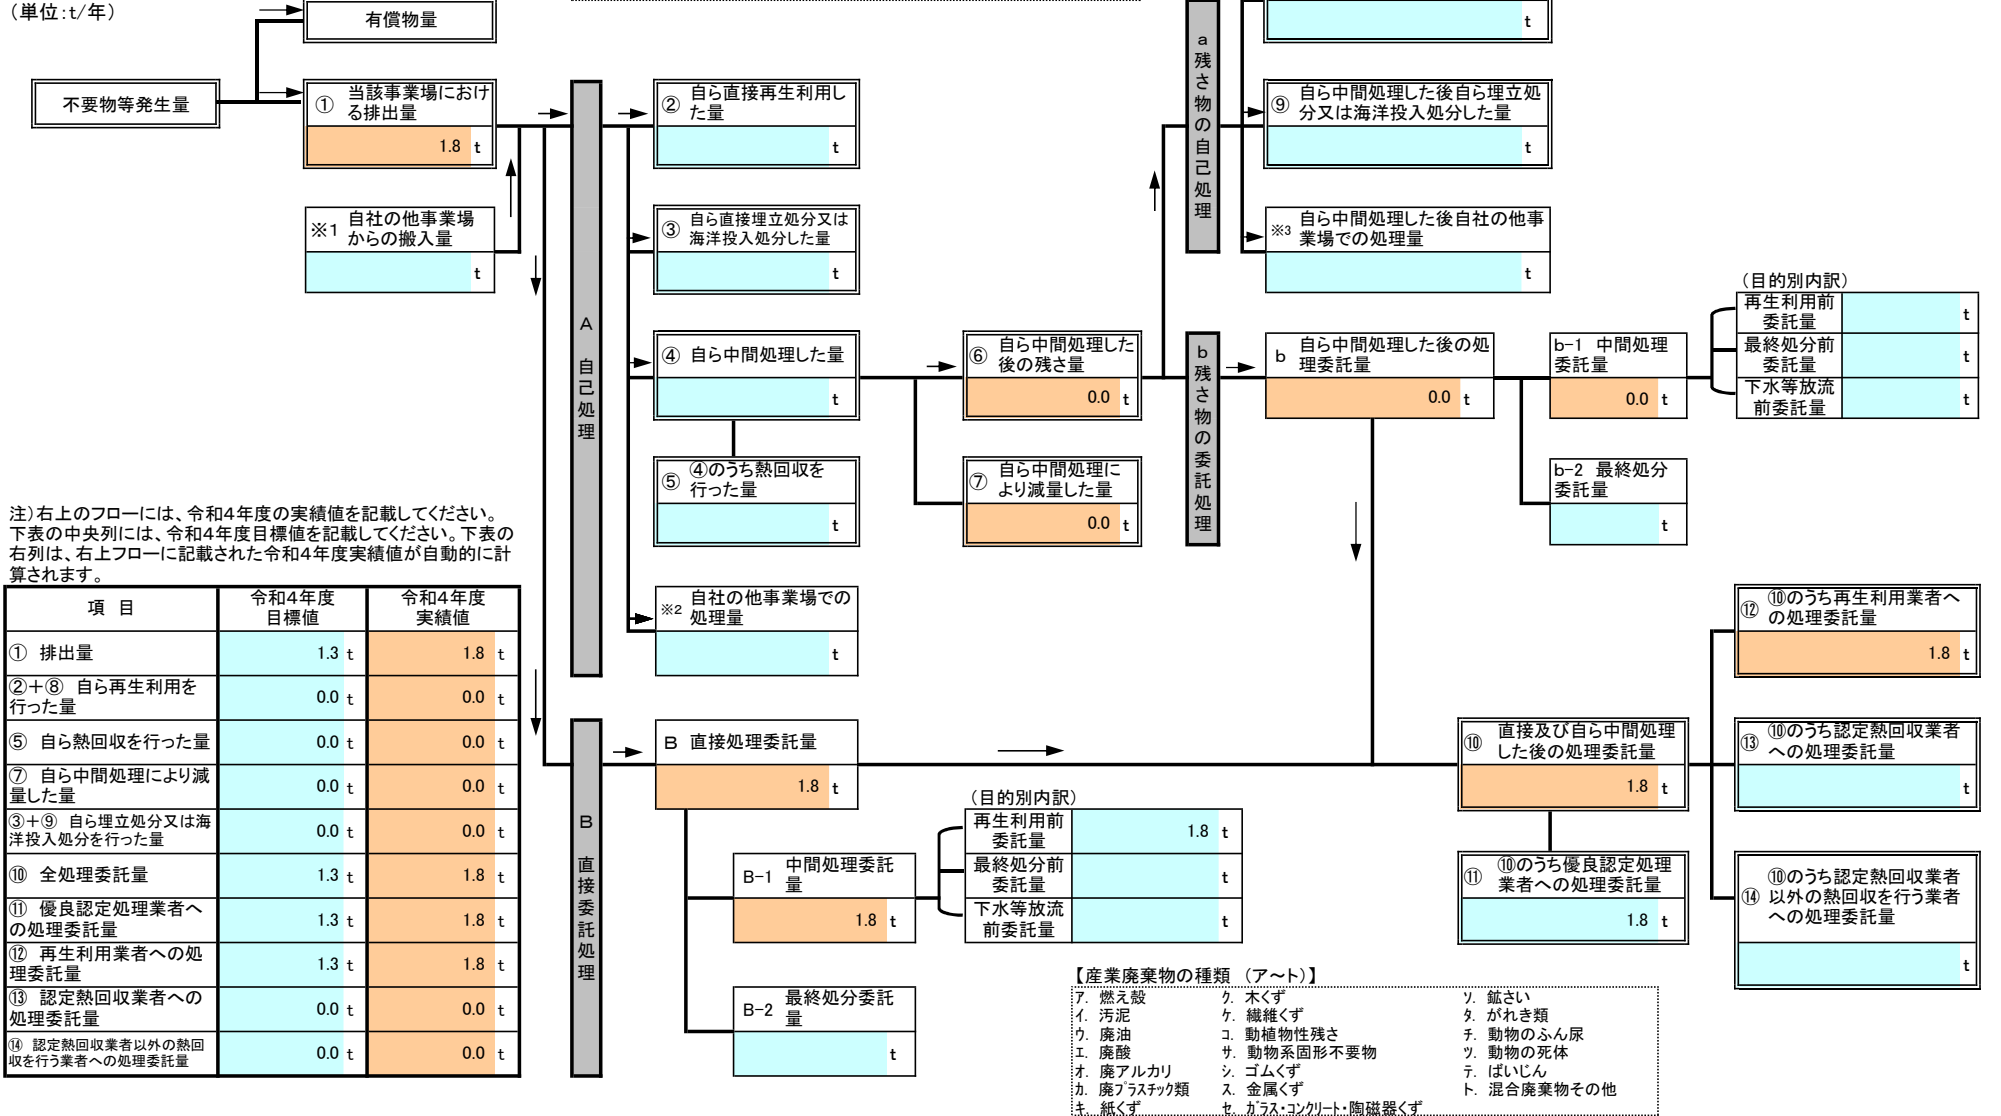 （単位：ｔ/年）
有償物量
ｔ
不要物等発生量
① 当該事業場におけ
る排出量
1.8 ｔ
※1 自社の他事業場
からの搬入量
ｔ
Ａ 自己処理
② 自ら直接再生利用し
た量
ｔ
③ 自ら直接埋立処分又は
海洋投入処分した量
ｔ
④ 自ら中間処理した量
ｔ
⑤ ④のうち熱回収を
行った量
ｔ
※2 自社の他事業場での
処理量
ｔ
⑥ 自ら中間処理した
後の残さ量
0.0 ｔ
⑦ 自ら中間処理に
より減量した量
0.0 ｔ
ａ 残さ物の自己処理
⑨ 自ら中間処理した後自ら埋立処
分又は海洋投入処分した量
ｔ
※3 自ら中間処理した後自社の他事
業場での処理量
ｔ
ｂ 残さ物の委託処理
ｂ 自ら中間処理した後の処
理委託量
0.0 ｔ
ｂ-1 中間処理
委託量
0.0 ｔ
（目的別内訳）
再生利用前
委託量
ｔ
最終処分前
委託量
ｔ
下水等放流
前委託量
ｔ
ｂ-2 最終処分
委託量
ｔ
注）右上のフローには、令和４年度の実績値を記載してください。
下表の中央列には、令和４年度目標値を記載してください。下表の
右列は、右上フローに記載された令和４年度実績値が自動的に計
算されます。
項 目 令和４年度 令和４年度
目標値 実績値
① 排出量 1.3 ｔ 1.8 ｔ
②＋⑧ 自ら再生利用を
行った量 0.0 ｔ 0.0 ｔ
⑤ 自ら熱回収を行った量 0.0 ｔ 0.0 ｔ
⑦ 自ら中間処理により減
量した量 0.0 ｔ 0.0 ｔ
③＋⑨ 自ら埋立処分又は海
洋投入処分を行った量 0.0 ｔ 0.0 ｔ
⑩ 全処理委託量 1.3 ｔ 1.8 ｔ
⑪ 優良認定処理業者へ
の処理委託量 1.3 ｔ 1.8 ｔ
⑫ 再生利用業者への処
理委託量 1.3 ｔ 1.8 ｔ
⑬ 認定熱回収業者への
処理委託量 0.0 ｔ 0.0 ｔ
⑭ 認定熱回収業者以外の熱回
収を行う業者への処理委託量 0.0 ｔ 0.0 ｔ
Ｂ 直接委託処理
Ｂ 直接処理委託量
1.8 ｔ
Ｂ-1 中間処理委託
量
1.8 ｔ
（目的別内訳）
再生利用前
委託量
1.8 ｔ
最終処分前
委託量
ｔ
下水等放流
前委託量
ｔ
Ｂ-2 最終処分委託
量
ｔ
⑩ 直接及び自ら中間処理
した後の処理委託量
1.8 ｔ
⑪ ⑩のうち優良認定処理
業者への処理委託量
1.8 ｔ
⑫ ⑩のうち再生利用業者へ
の処理委託量
1.8 ｔ
⑬ ⑩のうち認定熱回収業者
への処理委託量
ｔ
⑭ ⑩のうち認定熱回収業者
以外の熱回収を行う業者
への処理委託量
ｔ
【産業廃棄物の種類 （ア～ト）】
ｱ. 燃え殻 ｸ. 木くず ｿ. 鉱さい
ｲ. 汚泥 ｹ. 繊維くず ﾀ. がれき類
ｳ. 廃油 ｺ. 動植物性残さ ﾁ. 動物のふん尿
ｴ. 廃酸 ｻ. 動物系固形不要物 ﾂ. 動物の死体
ｵ. 廃アルカリ ｼ. ゴムくず ﾃ. ばいじん
ｶ. 廃ﾌﾟﾗｽﾁｯｸ類 ｽ. 金属くず ﾄ. 混合廃棄物その他
ｷ. 紙くず ｾ. ｶﾞﾗｽ・ｺﾝｸﾘｰﾄ・陶磁器くず